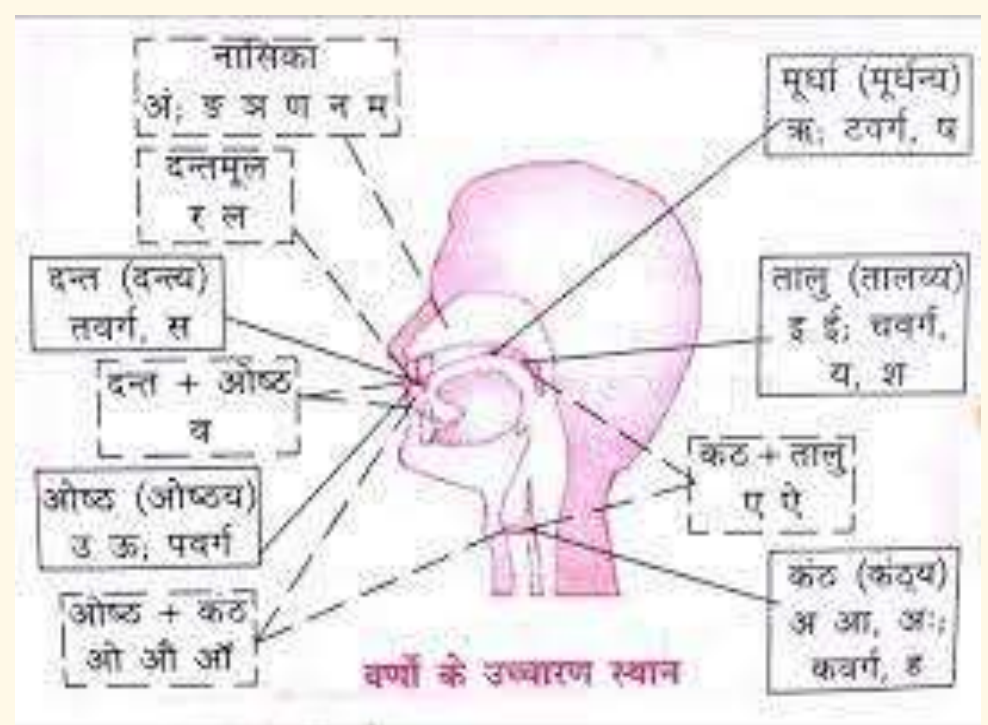 नासिका
अं; ङ ञ ण न म
दन्तमूल
र ल
दन्त (दन्त्य)
तवर्ग, स
दन्त + ओष्ठ
व
ओष्ठ (ओष्ठ्य)
उ ऊ; पवर्ग
ओष्ठ + कंठ
ओ औ ऑ
मूर्धा (मूर्धन्य)
ऋ; टवर्ग, ष
तालु (तालव्य)
इ ई; चवर्ग,
य, श
कंठ + तालु
ए ऐ
कंठ (कंठ्य)
अ आ, अः;
कवर्ग, ह
वर्णों के उच्चारण स्थान